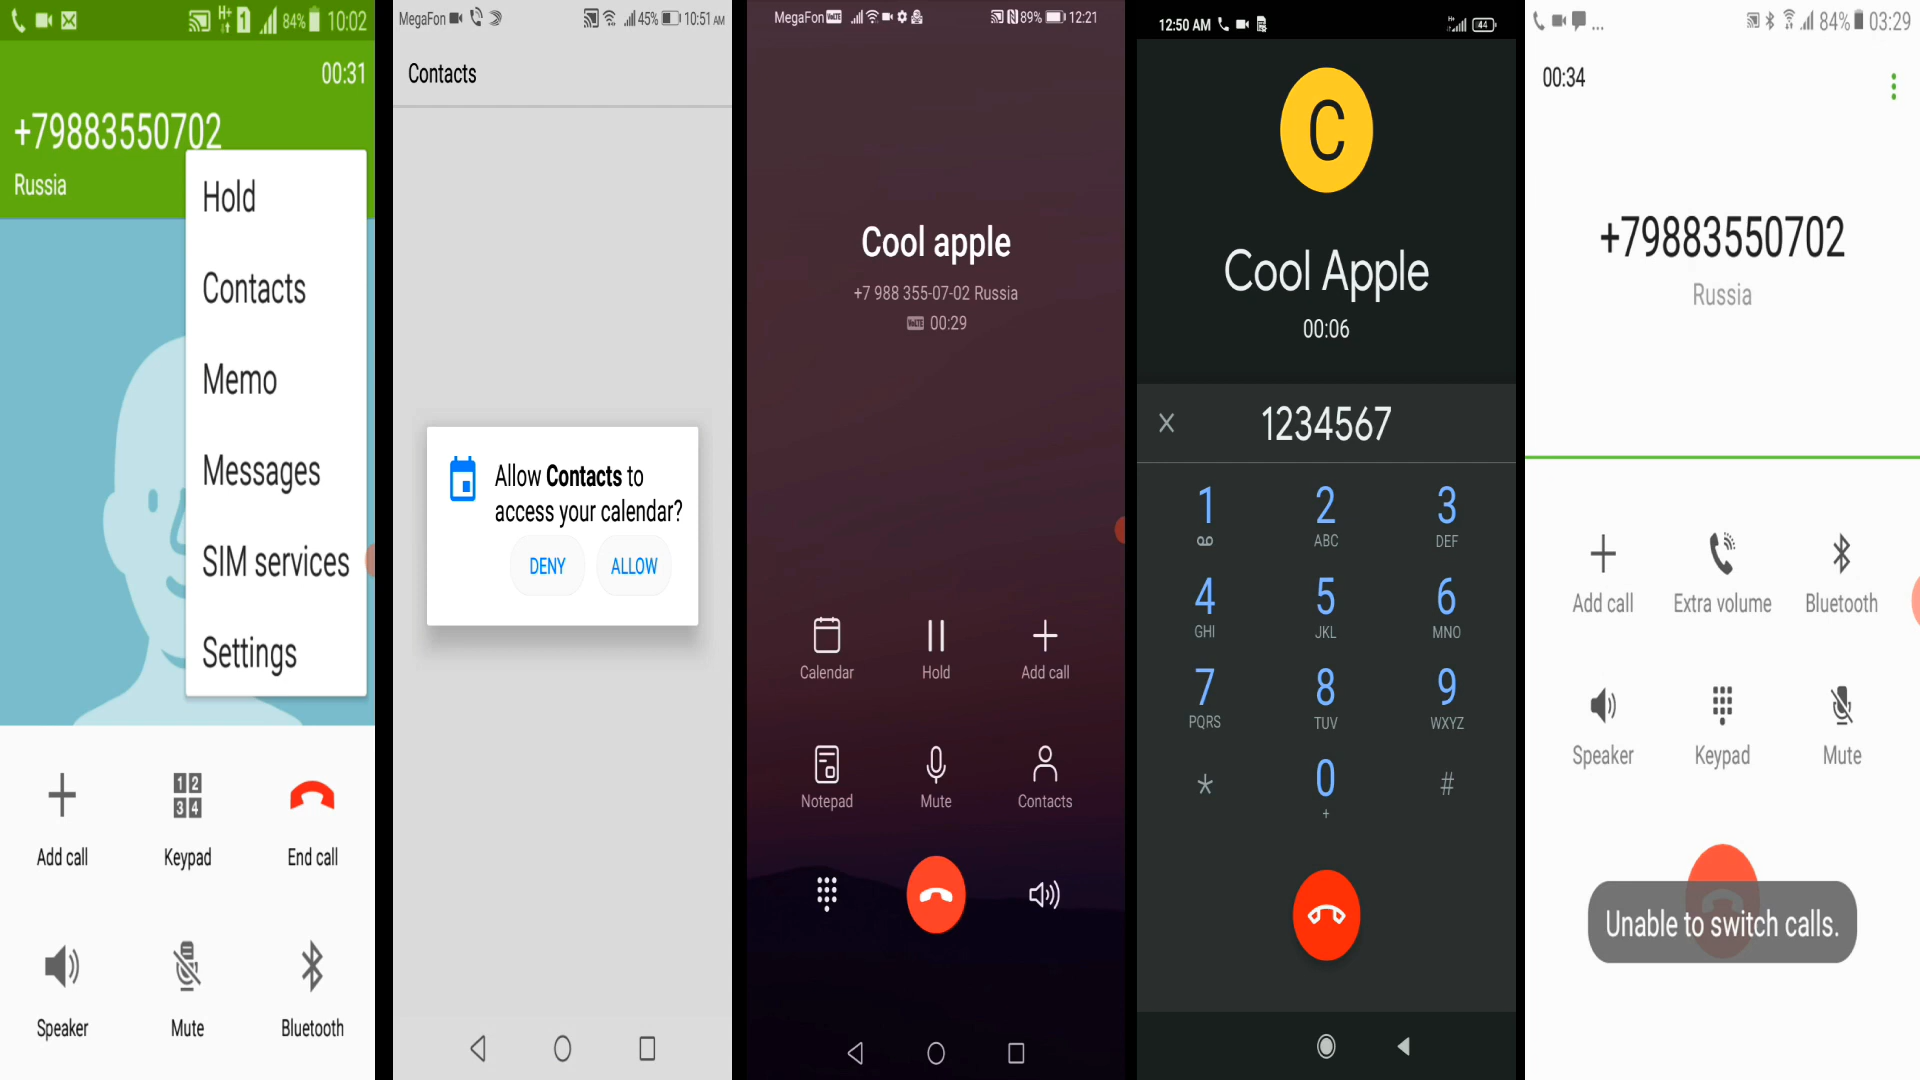 84% 10:02
00:31
+79883550702
Russia
Hold
Contacts
Memo
Messages
SIM services
Settings
1 2
3 4
Add call
Keypad
End call
Speaker
Mute
Bluetooth
MegaFon 45% 10:51 AM
Contacts
Allow Contacts to
access your calendar?
DENY
ALLOW
MegaFon 89% 12:21
Cool apple
+7 988 355-07-02 Russia
00:29
Calendar
Hold
Add call
Notepad
Mute
Contacts
12:50 AM 44
C
Cool Apple
00:06
1234567
1
2
3
ABC
DEF
4
5
6
GHI
JKL
MNO
7
8
9
PQRS
TUV
WXYZ
*
0
#
+
... 84% 03:29
00:34
+79883550702
Russia
Add call
Extra volume
Bluetooth
Speaker
Keypad
Mute
Unable to switch calls.